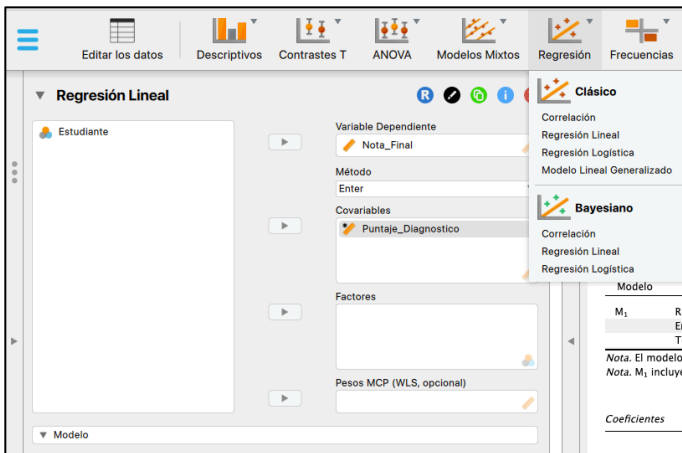 Editar los datos
Descriptivos
Contrastes T
ANOVA
Modelos Mixtos
Regresión
Frecuencias
Regresión Lineal
R
i
Estudiante
Variable Dependiente
Nota_Final
Método
Enter
Covariables
Puntaje_Diagnostico
Factores
Pesos MCP (WLS, opcional)
Modelo
Clásico
Correlación
Regresión Lineal
Regresión Logística
Modelo Lineal Generalizado
Bayesiano
Correlación
Regresión Lineal
Regresión Logística
Modelo
M₁ R
T
Nota. El modelo
Nota. M₁ incluye
Coeficientes